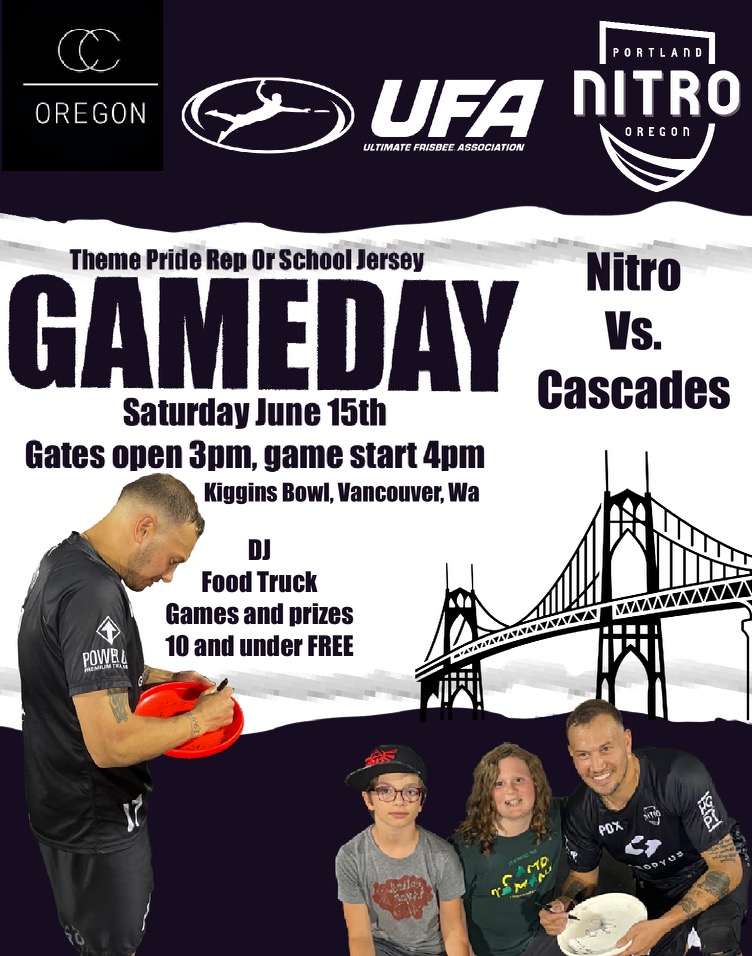 OREGON
UFA
ULTIMATE FRISBEE ASSOCIATION
PORTLAND
NITRO
OREGON
Theme Pride Rep Or School Jersey
GAMEDAY
Nitro
Vs.
Cascades
Saturday June 15th
Gates open 3pm, game start 4pm
Kiggins Bowl, Vancouver, Wa
DJ
Food Truck
Games and prizes
10 and under FREE
POWER
PDX
NITRO
CAMP